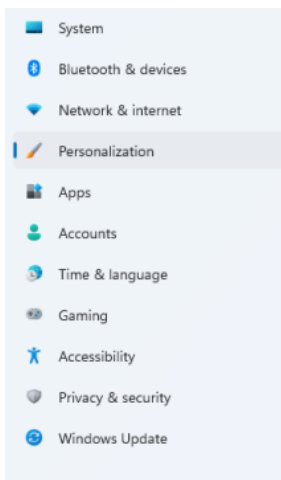 System
Bluetooth & devices
Network & internet
Personalization
Apps
Accounts
Time & language
Gaming
Accessibility
Privacy & security
Windows Update